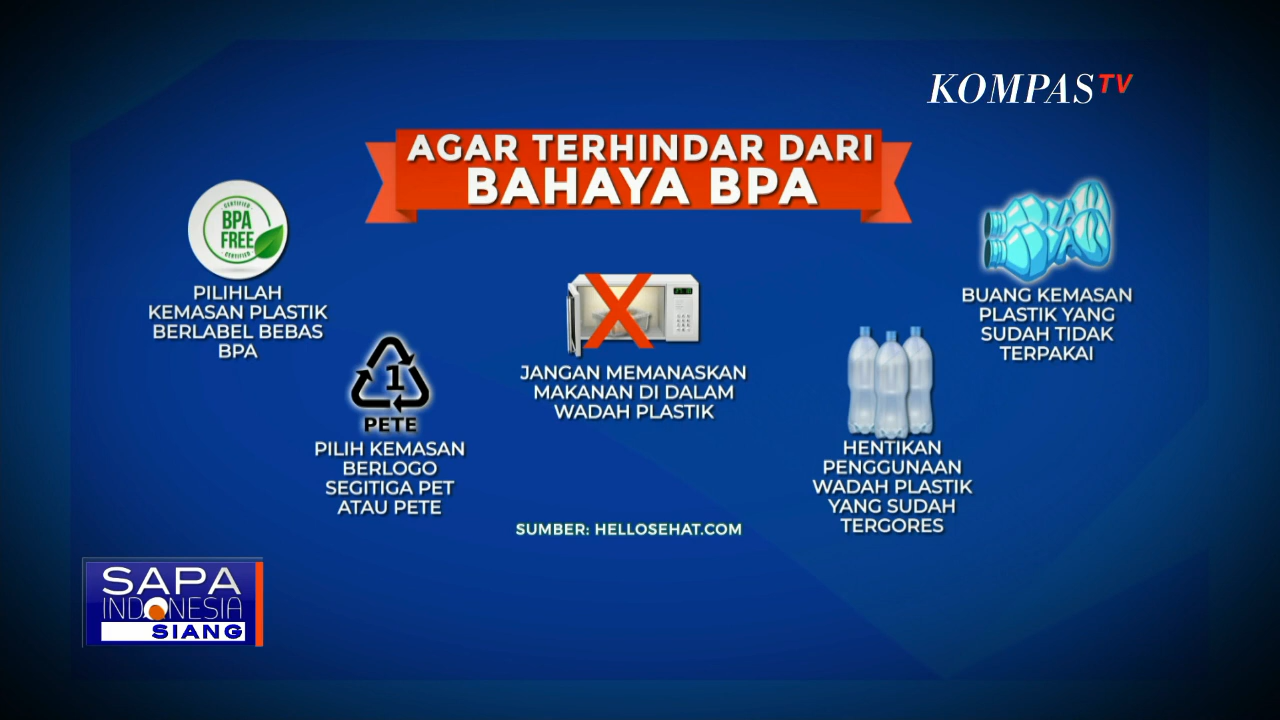 KOMPASTV
AGAR TERHINDAR DARI
BAHAYA BPA
CERTIFIED
BPA
FREE
CERTIFIED
PILIHLAH
KEMASAN PLASTIK
BERLABEL BEBAS
BPA
1
PETE
PILIH KEMASAN
BERLOGO
SEGITIGA PET
ATAU PETE
JANGAN MEMANASKAN
MAKANAN DI DALAM
WADAH PLASTIK
HENTIKAN
PENGGUNAAN
WADAH PLASTIK
YANG SUDAH
TERGORES
BUANG KEMASAN
PLASTIK YANG
SUDAH TIDAK
TERPAKAI
SUMBER: HELLOSEHAT.COM
SAPA
INDONESIA
SIANG